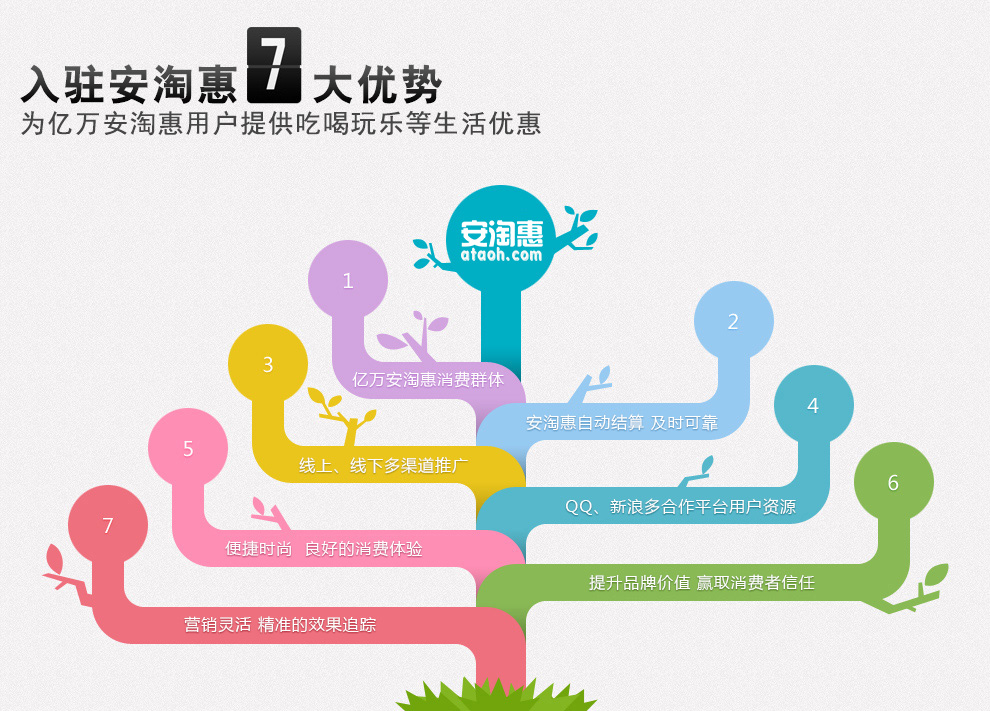 入驻安淘惠7大优势
为亿万安淘惠用户提供吃喝玩乐等生活优惠
安淘惠
ataoh.com
1
亿万安淘惠消费群体
2
安淘惠自动结算 及时可靠
3
线上、线下多渠道推广
4
QQ、新浪多合作平台用户资源
5
便捷时尚 良好的消费体验
6
提升品牌价值 赢取消费者信任
7
营销灵活 精准的效果追踪